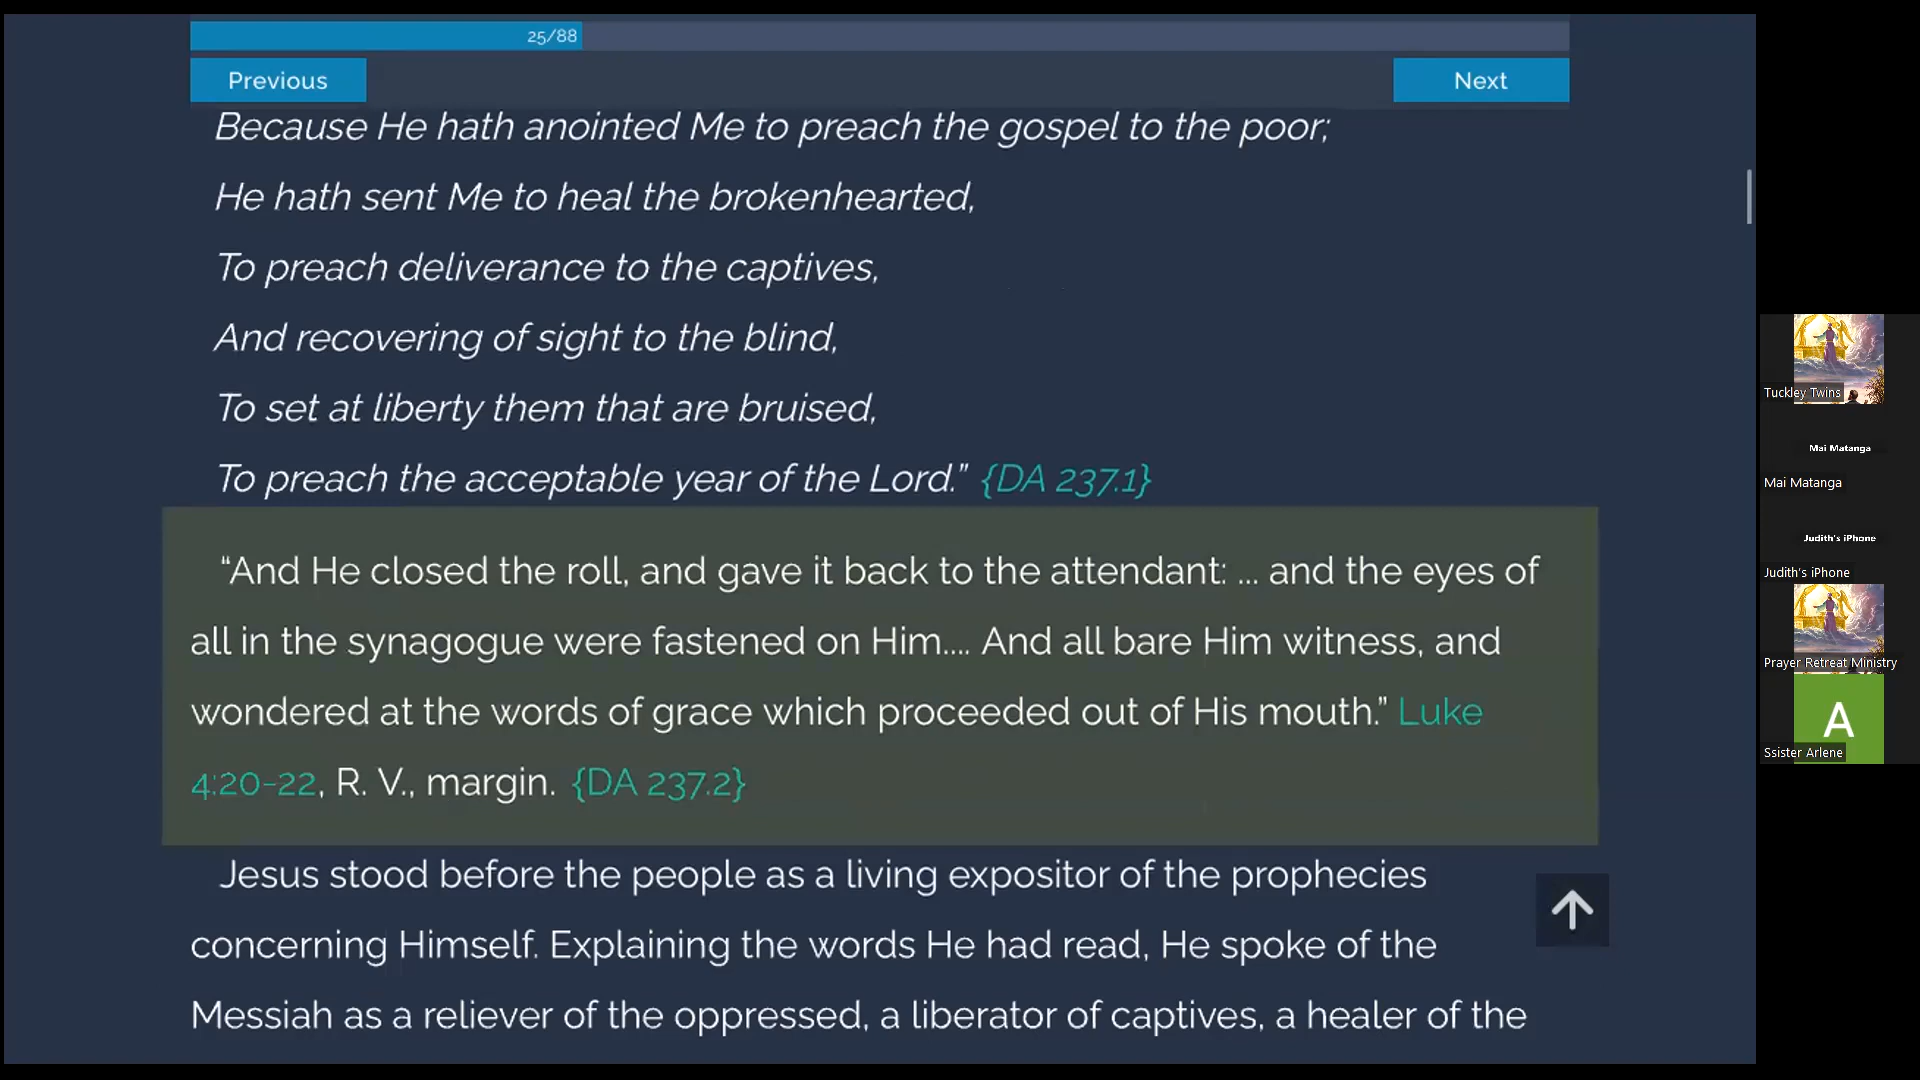 25/88
Previous
Next
Because He hath anointed Me to preach the gospel to the poor;
He hath sent Me to heal the brokenhearted,
To preach deliverance to the captives,
And recovering of sight to the blind,
To set at liberty them that are bruised,
To preach the acceptable year of the Lord.” {DA 237.1}
“And He closed the roll, and gave it back to the attendant: ... and the eyes of
all in the synagogue were fastened on Him.... And all bare Him witness, and
wondered at the words of grace which proceeded out of His mouth.” Luke
4:20-22, R. V., margin. {DA 237.2}
Jesus stood before the people as a living expositor of the prophecies
concerning Himself. Explaining the words He had read, He spoke of the
Messiah as a reliever of the oppressed, a liberator of captives, a healer of the
Tuckley Twins
Mai Matanga
Mai Matanga
Judith's iPhone
Judith's iPhone
Prayer Retreat Ministry
A
Ssister Arlene